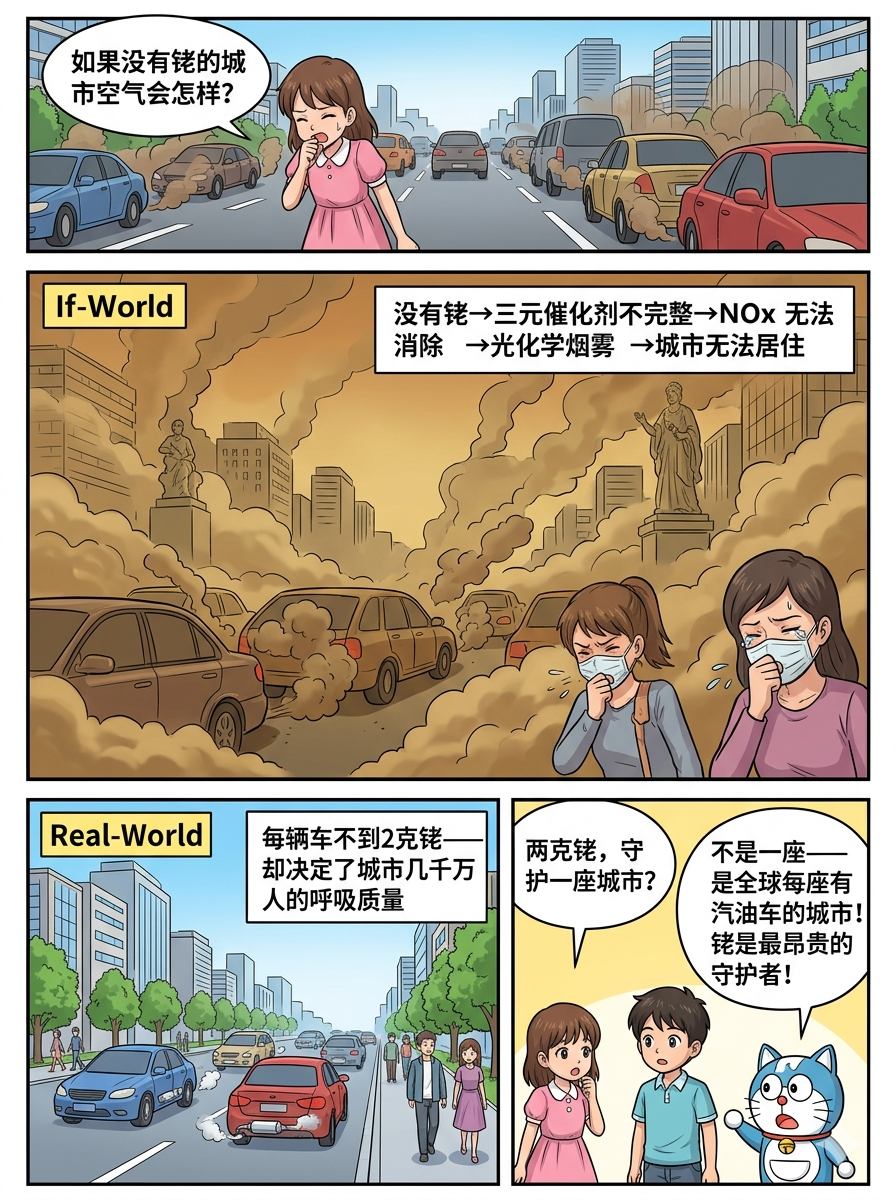 如果没有铑的城
市空气会怎样？
If-World
没有铑→三元催化剂不完整→NOx 无法
消除 →光化学烟雾 →城市无法居住
Real-World
每辆车不到2克铑——
却决定了城市几千万
人的呼吸质量
两克铑，守
护一座城市？
不是一座——
是全球每座有
汽油车的城市！
铑是最昂贵的
守护者！